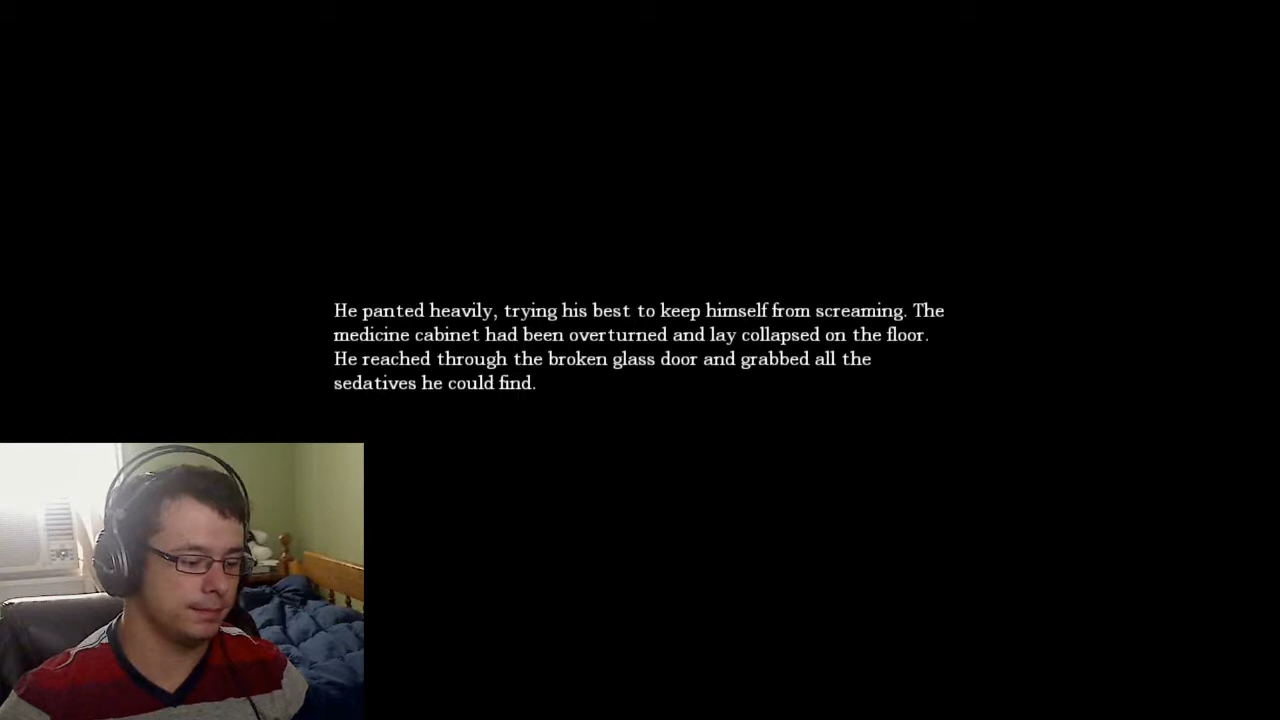 He panted heavily, trying his best to keep himself from screaming. The
medicine cabinet had been overturned and lay collapsed on the floor.
He reached through the broken glass door and grabbed all the
sedatives he could find.